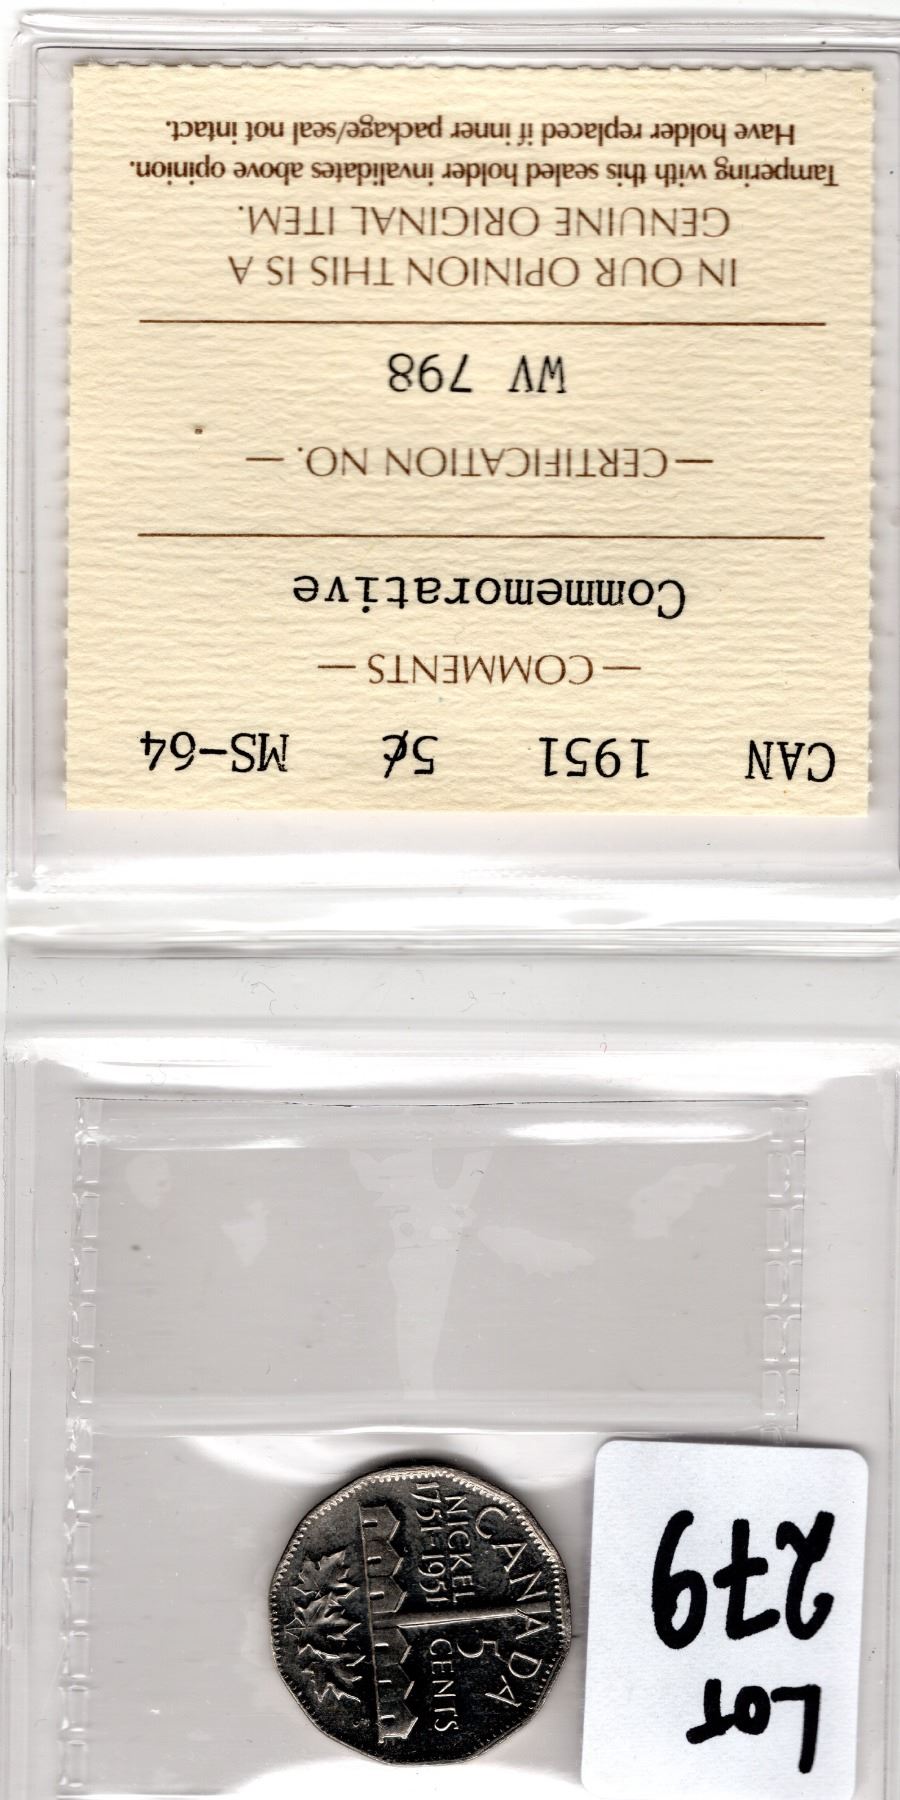 CAN 1951 5¢ MS-64
— COMMENTS —
Commemorative
— CERTIFICATION NO. —
WV 798
IN OUR OPINION THIS IS A
GENUINE ORIGINAL ITEM.
Tampering with this sealed holder invalidates above opinion.
Have holder replaced if inner package/seal not intact.
LOT
279
CANADA
NICKEL
1751-1951
5
CENTS